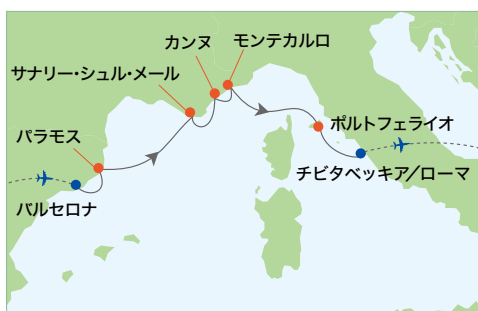 カンヌ
モンテカルロ
サナリー・シュル・メール
パラモス
ポルトフェライオ
チビタベッキア/ローマ
バルセロナ